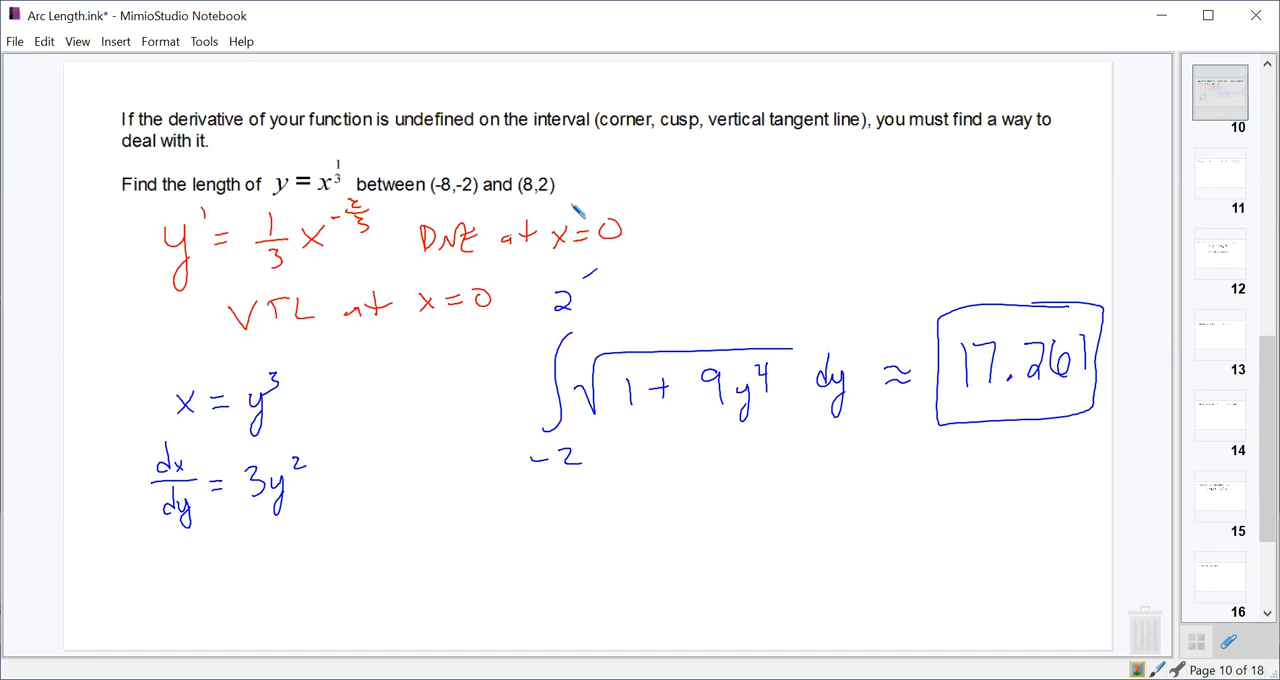 Arc Length.ink* - MimioStudio Notebook
File Edit View Insert Format Tools Help
If the derivative of your function is undefined on the interval (corner, cusp, vertical tangent line), you must find a way to
deal with it.
Find the length of y = x^{1/3} between (-8,-2) and (8,2)
y' = 1/3 x^{-2/3} DNE at x=0
VTL at x=0
x = y^3
dx/dy = 3y^2
∫_{-2}^{2} √(1 + 9y^4) dy ≈ 17.261
10
11
12
13
14
15
16
Page 10 of 18